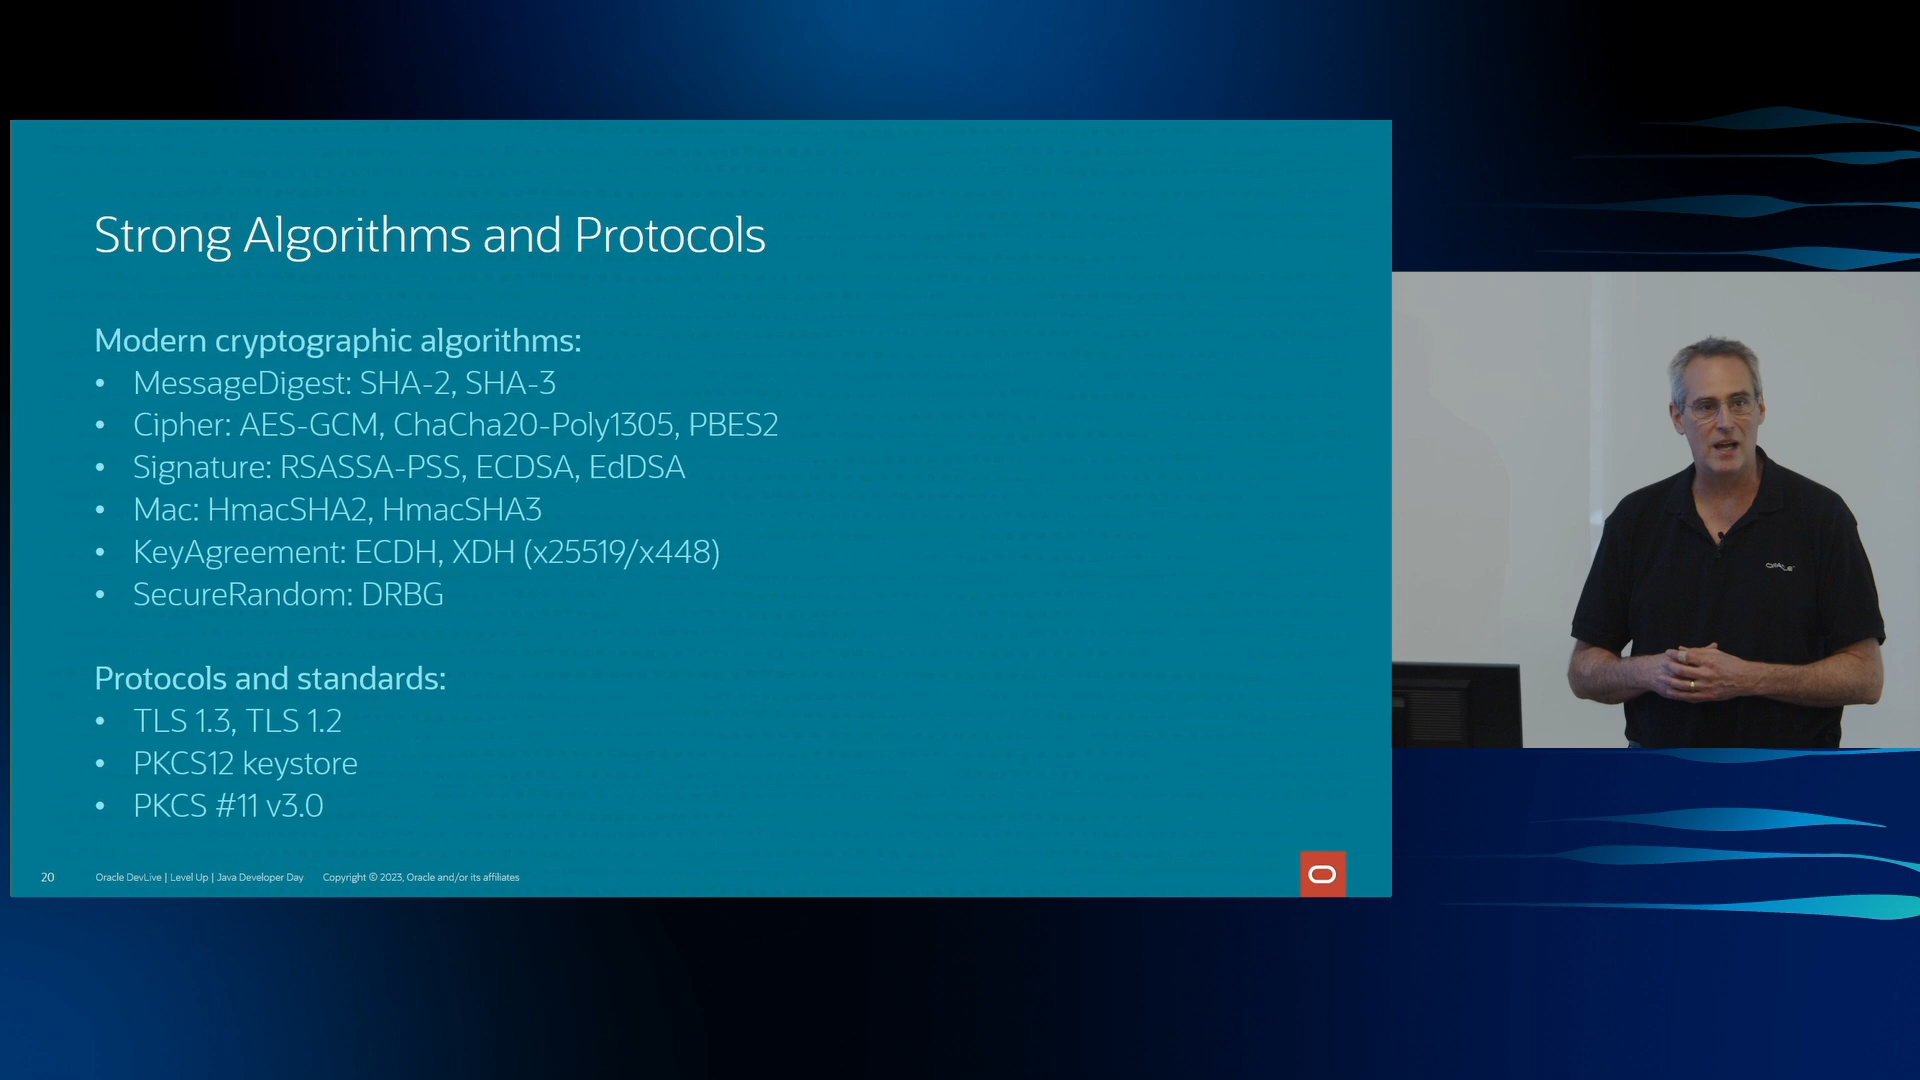 Strong Algorithms and Protocols
Modern cryptographic algorithms:
• MessageDigest: SHA-2, SHA-3
• Cipher: AES-GCM, ChaCha20-Poly1305, PBES2
• Signature: RSASSA-PSS, ECDSA, EdDSA
• Mac: HmacSHA2, HmacSHA3
• KeyAgreement: ECDH, XDH (x25519/x448)
• SecureRandom: DRBG
Protocols and standards:
• TLS 1.3, TLS 1.2
• PKCS12 keystore
• PKCS #11 v3.0
20 Oracle DevLive | Level Up | Java Developer Day Copyright © 2023, Oracle and/or its affiliates
ORACLE